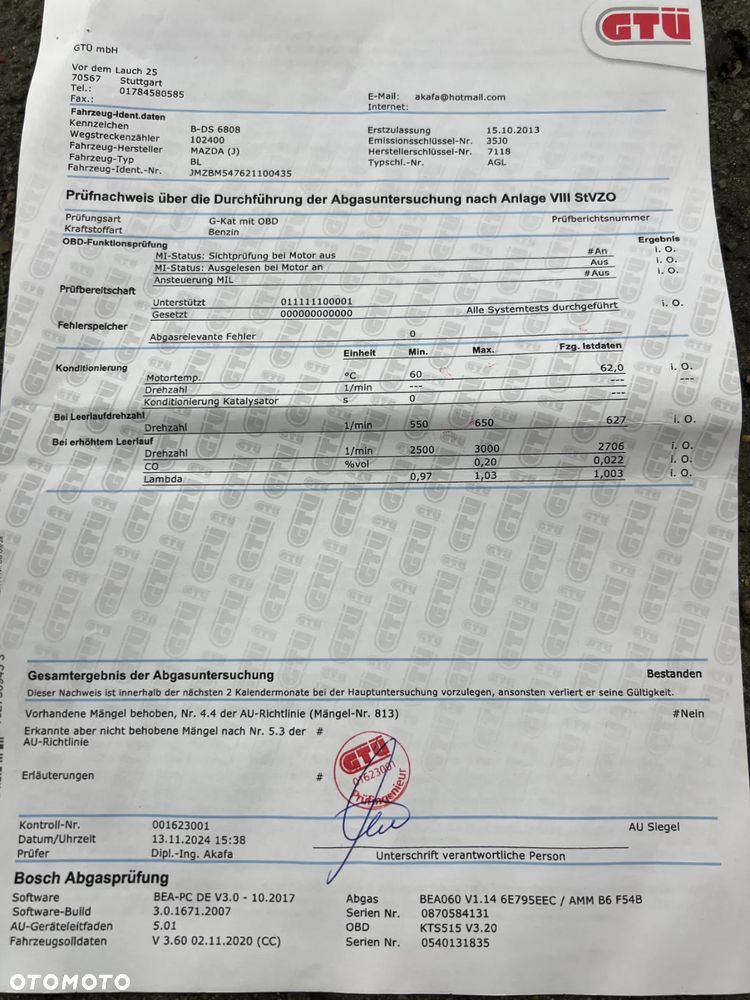 GTÜ
GTÜ mbH
Vor dem Lauch 25
70567 Stuttgart
Tel.: 01784580585
Fax.:
E-Mail: akafa@hotmail.com
Internet:
Fahrzeug-Ident.daten
Kennzeichen B-DS 6808 Erstzulassung 15.10.2013
Wegstreckenzähler 102400 Emissionsschlüssel-Nr. 35J0
Fahrzeug-Hersteller MAZDA (J) Herstellerschlüssel-Nr. 7118
Fahrzeug-Typ BL Typschl.-Nr. AGL
Fahrzeug-Ident.-Nr. JMZBM547621100435
Prüfnachweis über die Durchführung der Abgasuntersuchung nach Anlage VIII StVZO
Prüfungsart G-Kat mit OBD Prüfberichtsnummer
Kraftstoffart Benzin
OBD-Funktionsprüfung Ergebnis
MI-Status: Sichtprüfung bei Motor aus #An i. O.
MI-Status: Ausgelesen bei Motor an Aus i. O.
Ansteuerung MIL #Aus i. O.
Prüfbereitschaft
Unterstützt 011111100001
Gesetzt 000000000000 Alle Systemtests durchgeführt i. O.
Fehlerspeicher
Abgasrelevante Fehler 0
Einheit Min. Max. Fzg. Istdaten
Konditionierung
Motortemp. °C 60 62,0 i. O.
Drehzahl 1/min --- --- ---
Konditionierung Katalysator s 0 ---
Bei Leerlaufdrehzahl
Drehzahl 1/min 550 650 627 i. O.
Bei erhöhtem Leerlauf
Drehzahl 1/min 2500 3000 2706 i. O.
CO %vol 0,20 0,022 i. O.
Lambda 0,97 1,03 1,003 i. O.
Gesamtergebnis der Abgasuntersuchung Bestanden
Dieser Nachweis ist innerhalb der nächsten 2 Kalendermonate bei der Hauptuntersuchung vorzulegen, ansonsten verliert er seine Gültigkeit.
Vorhandene Mängel behoben, Nr. 4.4 der AU-Richtlinie (Mängel-Nr. 813) #Nein
Erkannte aber nicht behobene Mängel nach Nr. 5.3 der #
AU-Richtlinie
Erläuterungen #
GTÜ
01623001
Prüfingenieur
Kontroll-Nr. 001623001 AU Siegel
Datum/Uhrzeit 13.11.2024 15:38
Prüfer Dipl.-Ing. Akafa Unterschrift verantwortliche Person
Bosch Abgasprüfung
Software BEA-PC DE V3.0 - 10.2017 Abgas BEA060 V1.14 6E795EEC / AMM B6 F54B
Software-Build 3.0.1671.2007 Serien Nr. 0870584131
AU-Geräteleitfaden 5.01 OBD KTS515 V3.20
Fahrzeugsolldaten V 3.60 02.11.2020 (CC) Serien Nr. 0540131835
OTOMOTO